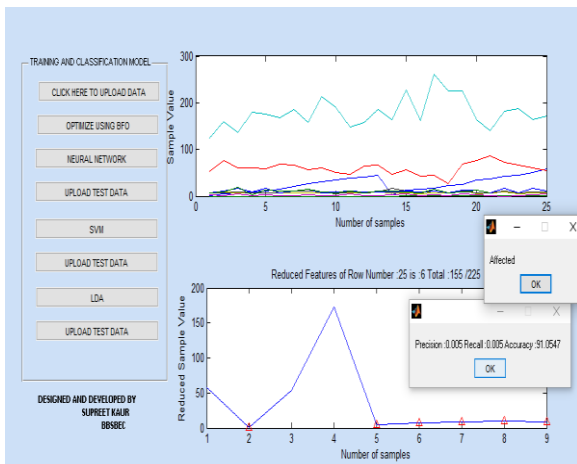 TRAINING AND CLASSIFICATION MODEL
CLICK HERE TO UPLOAD DATA
OPTIMIZE USING BFO
NEURAL NETWORK
UPLOAD TEST DATA
SVM
UPLOAD TEST DATA
LDA
UPLOAD TEST DATA
DESIGNED AND DEVELOPED BY
SUPREET KAUR
BBSBEC
300
200
100
0
Sample Value
0 5 10 15 20 25
Number of samples
Affected
OK
Reduced Features of Row Number :25 is :6 Total :155 /225
Precision :0.005 Recall :0.005 Accuracy :91.0547
OK
200
150
100
50
0
Reduced Sample Value
1 2 3 4 5 6 7 8 9
Number of samples